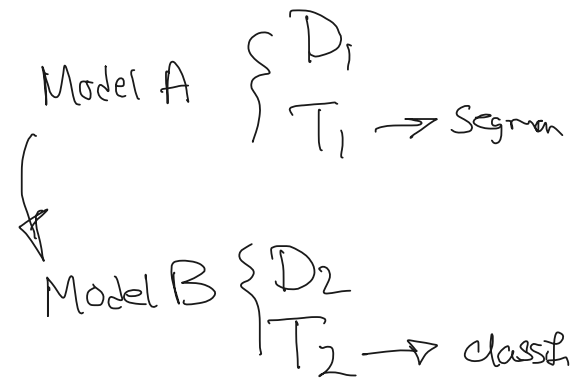 D1
Model A
T1 → Segmen
Model B
D2
T2 → classifi